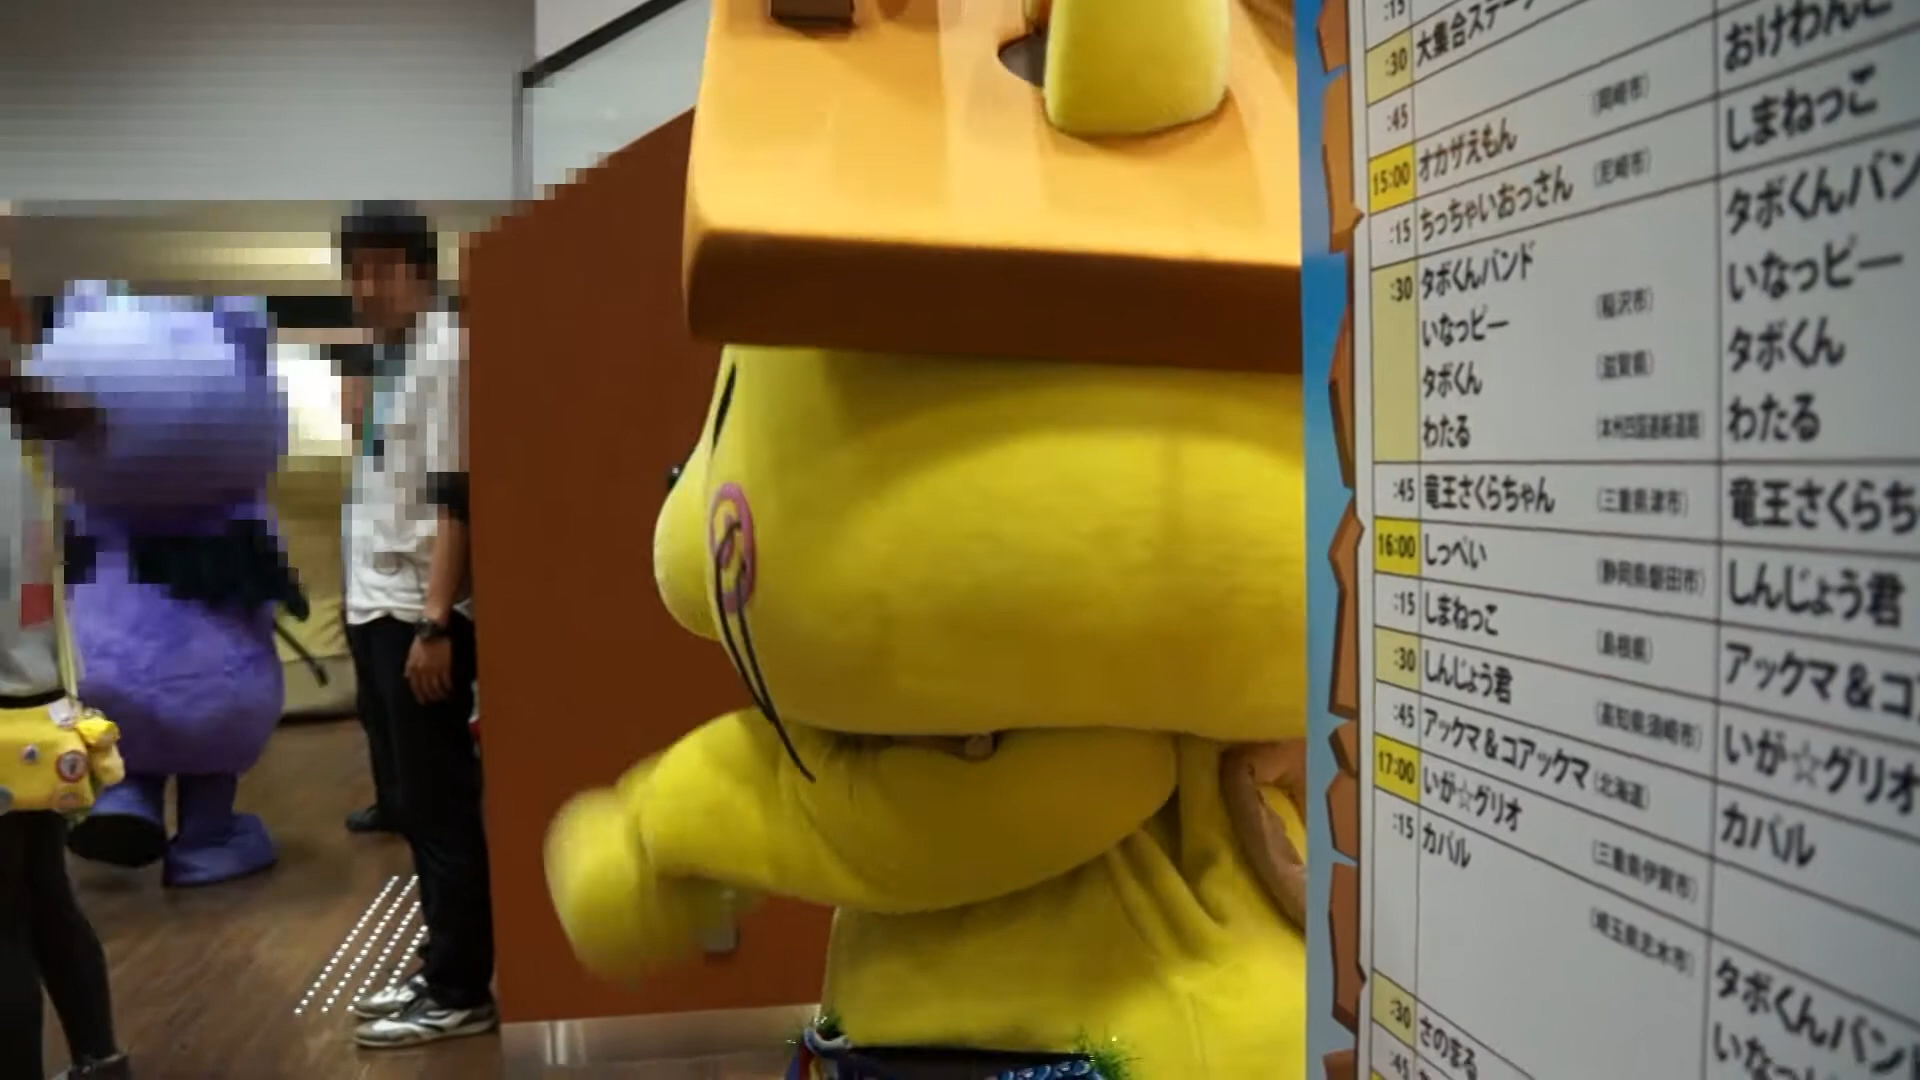 :15
:30 大集合ステージ
:45
15:00 オカザえもん (岡崎市)
:15 ちっちゃいおっさん (尼崎市)
:30 タボくんバンド
いなっピー (稲沢市)
タボくん (滋賀県)
わたる (本州四国連絡道路)
:45 竜王さくらちゃん (三重県津市)
16:00 しっぺい (静岡県磐田市)
:15 しまねっこ (島根県)
:30 しんじょう君 (高知県須崎市)
:45 アックマ&コアックマ (北海道)
17:00 いが☆グリオ (三重県伊賀市)
:15 カパル (埼玉県志木市)
:30 さのまる
:45
おけわんこ
しまねっこ
タボくんバン
いなっピー
タボくん
わたる
竜王さくらち
しんじょう君
アックマ&コ
いが☆グリオ
カパル
タボくんバン
いなっ